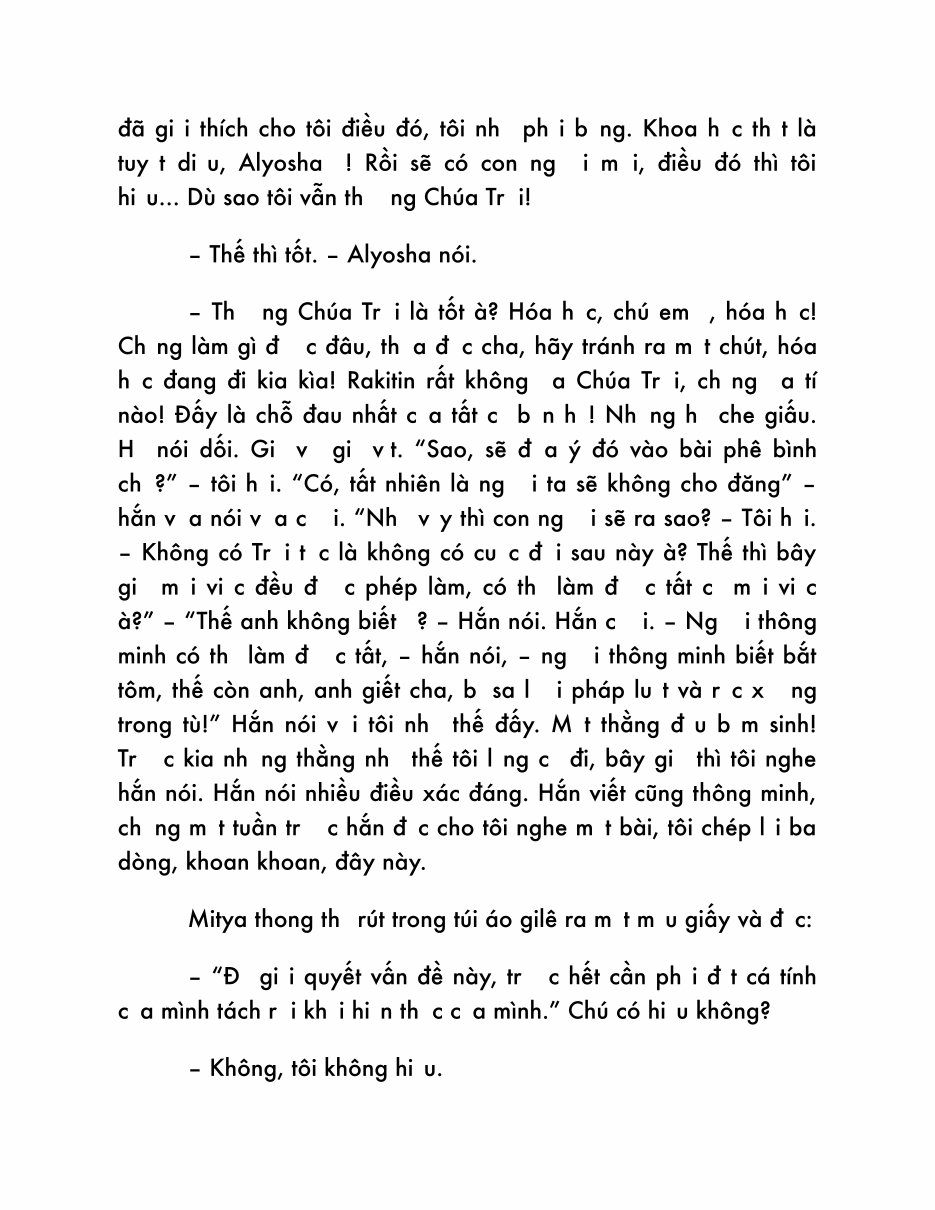 đã gi i thích cho tôi điều đó, tôi nh  ph i b ng. Khoa h c th t là
tuy t di u, Alyosha  ! Rồi sẽ có con ng  i m i, điều đó thì tôi
hi u... Dù sao tôi vẫn th  ng Chúa Tr i!
– Thế thì tốt. – Alyosha nói.
– Th  ng Chúa Tr i là tốt à? Hóa h c, chú em  , hóa h c!
Ch ng làm gì đ  c đâu, th a đ c cha, hãy tránh ra m t chút, hóa
h c đang đi kia kìa! Rakitin rất không  a Chúa Tr i, ch ng  a tí
nào! Đấy là chỗ đau nhất c a tất c  b n h ! Nh ng h  che giấu.
H  nói dối. Gi  v  gi  v t. “Sao, sẽ đ a ý đó vào bài phê bình
ch ?” – tôi h i. “Có, tất nhiên là ng  i ta sẽ không cho đăng” –
hắn v a nói v a c  i. “Nh  v y thì con ng  i sẽ ra sao? – Tôi h i.
– Không có Tr i t c là không có cu c đ i sau này à? Thế thì bây
gi  m i vi c đều đ  c phép làm, có th  làm đ  c tất c  m i vi c
à?” – “Thế anh không biết  ? – Hắn nói. Hắn c  i. – Ng  i thông
minh có th  làm đ  c tất, – hắn nói, – ng  i thông minh biết bắt
tôm, thế còn anh, anh giết cha, b  sa l  i pháp lu t và r c x  ng
trong tù!” Hắn nói v i tôi nh  thế đấy. M t thằng đ u b m sinh!
Tr  c kia nh ng thằng nh  thế tôi l ng c  đi, bây gi  thì tôi nghe
hắn nói. Hắn nói nhiều điều xác đáng. Hắn viết cũng thông minh,
ch ng m t tuần tr  c hắn đ c cho tôi nghe m t bài, tôi chép l i ba
dòng, khoan khoan, đây này.
Mitya thong th  rút trong túi áo gilê ra m t m u giấy và đ c:
– “Đ  gi i quyết vấn đề này, tr  c hết cần ph i đ t cá tính
c a mình tách r i kh i hi n th c c a mình.” Chú có hi u không?
– Không, tôi không hi u.